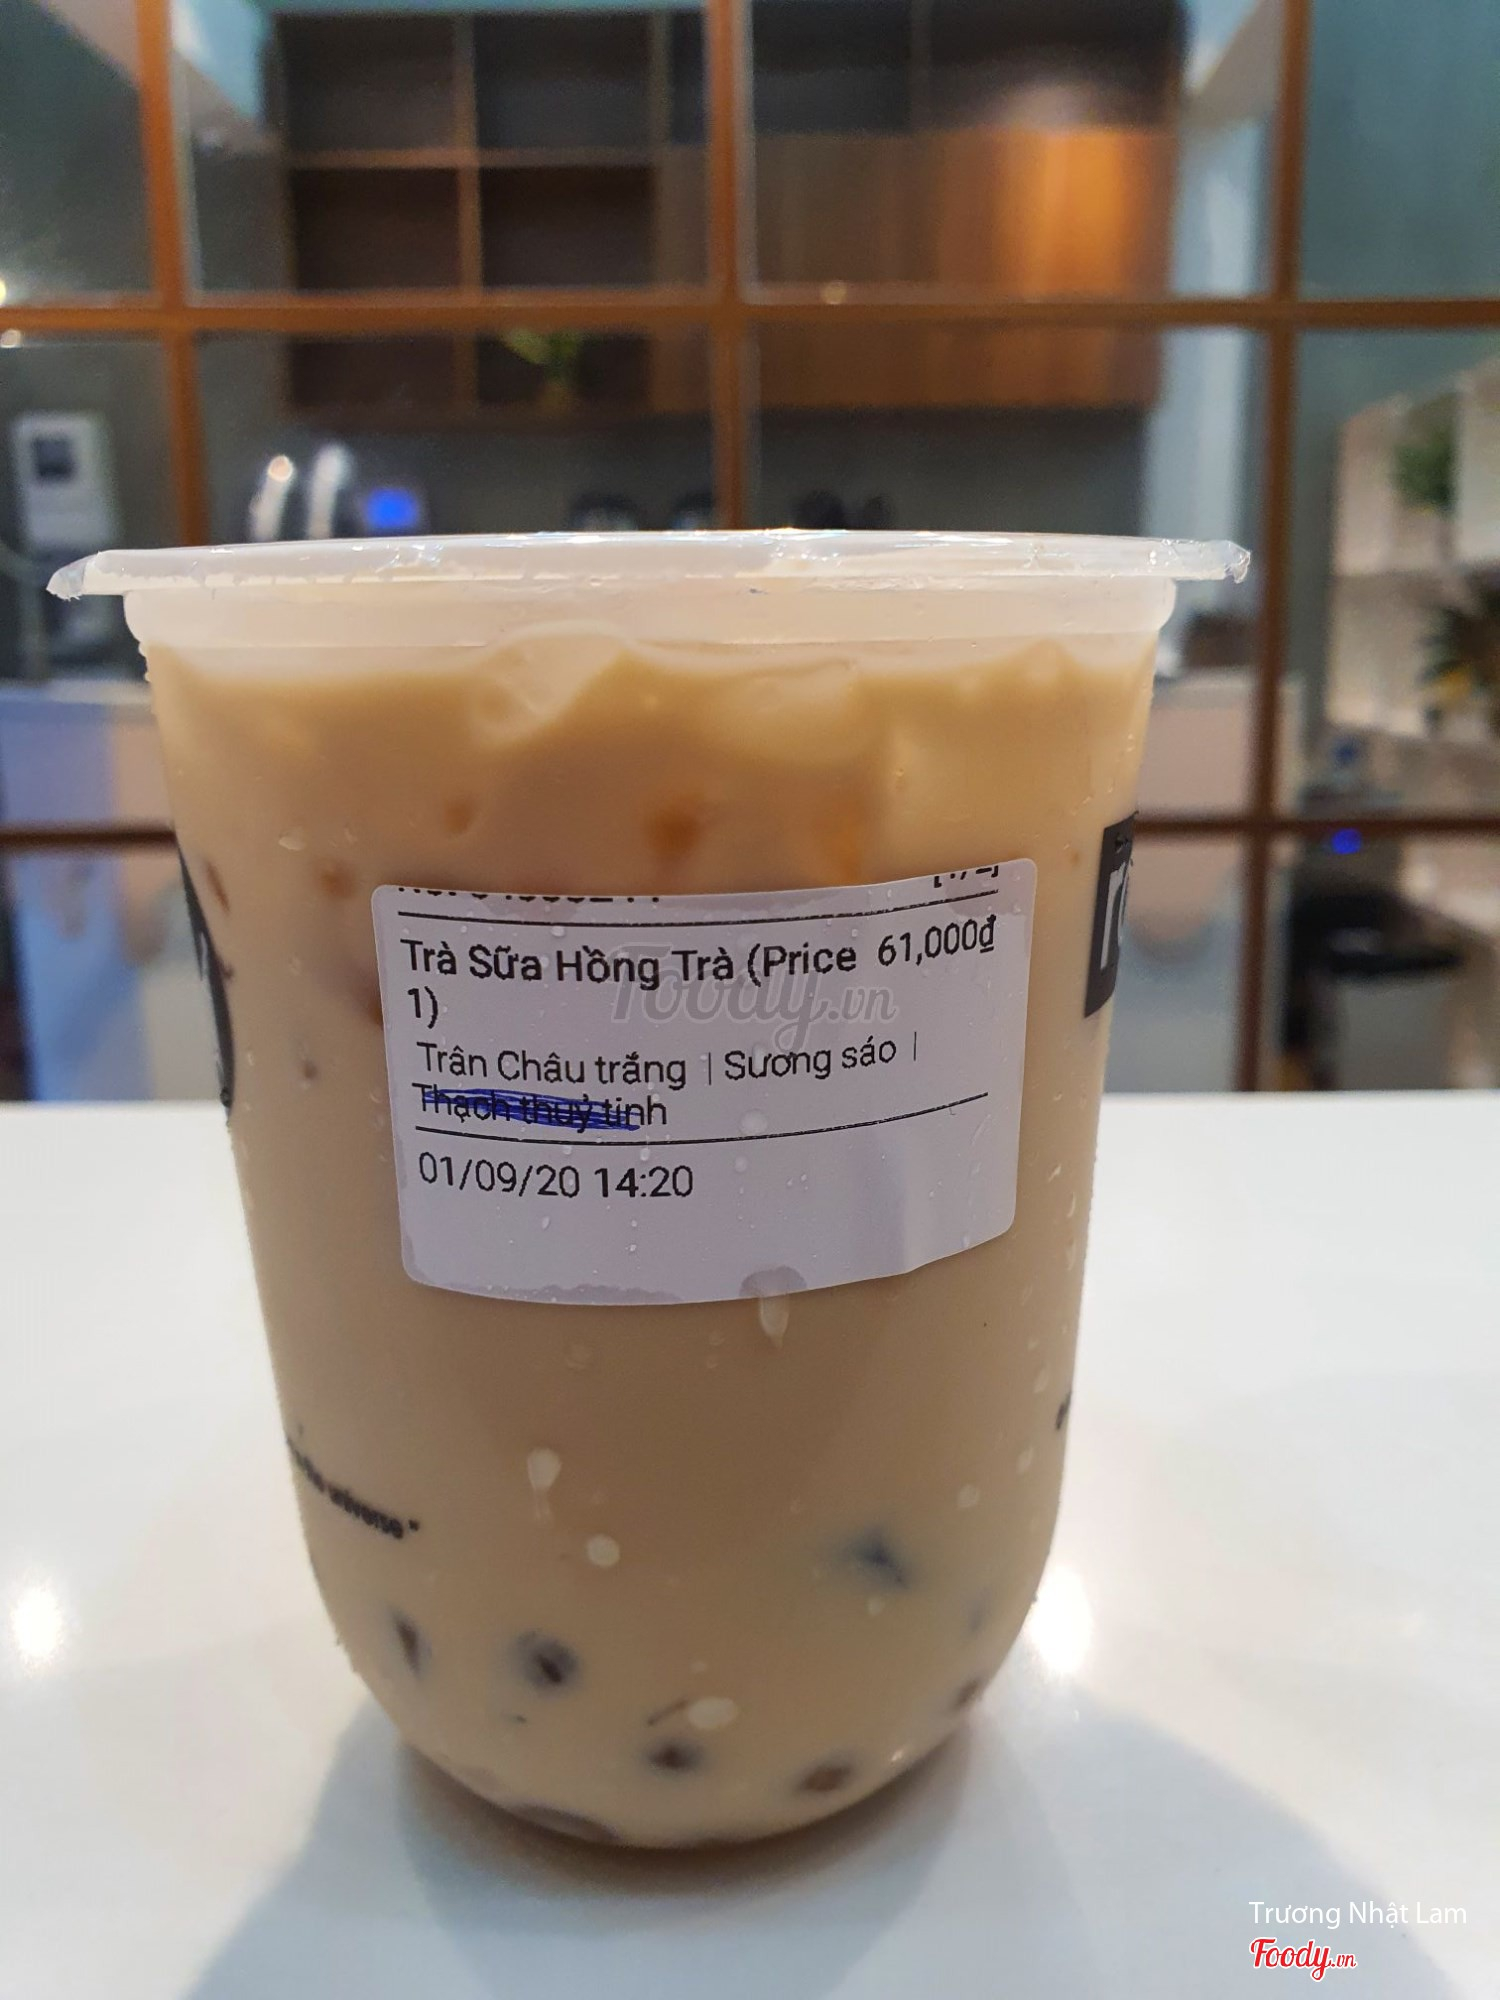 Trà Sữa Hồng Trà (Price 61,000₫
1)
Trân Châu trắng | Sương sáo |
Thạch thuỷ tinh
01/09/20 14:20
Foody.vn
universe"
Trương Nhật Lam
Foody.vn